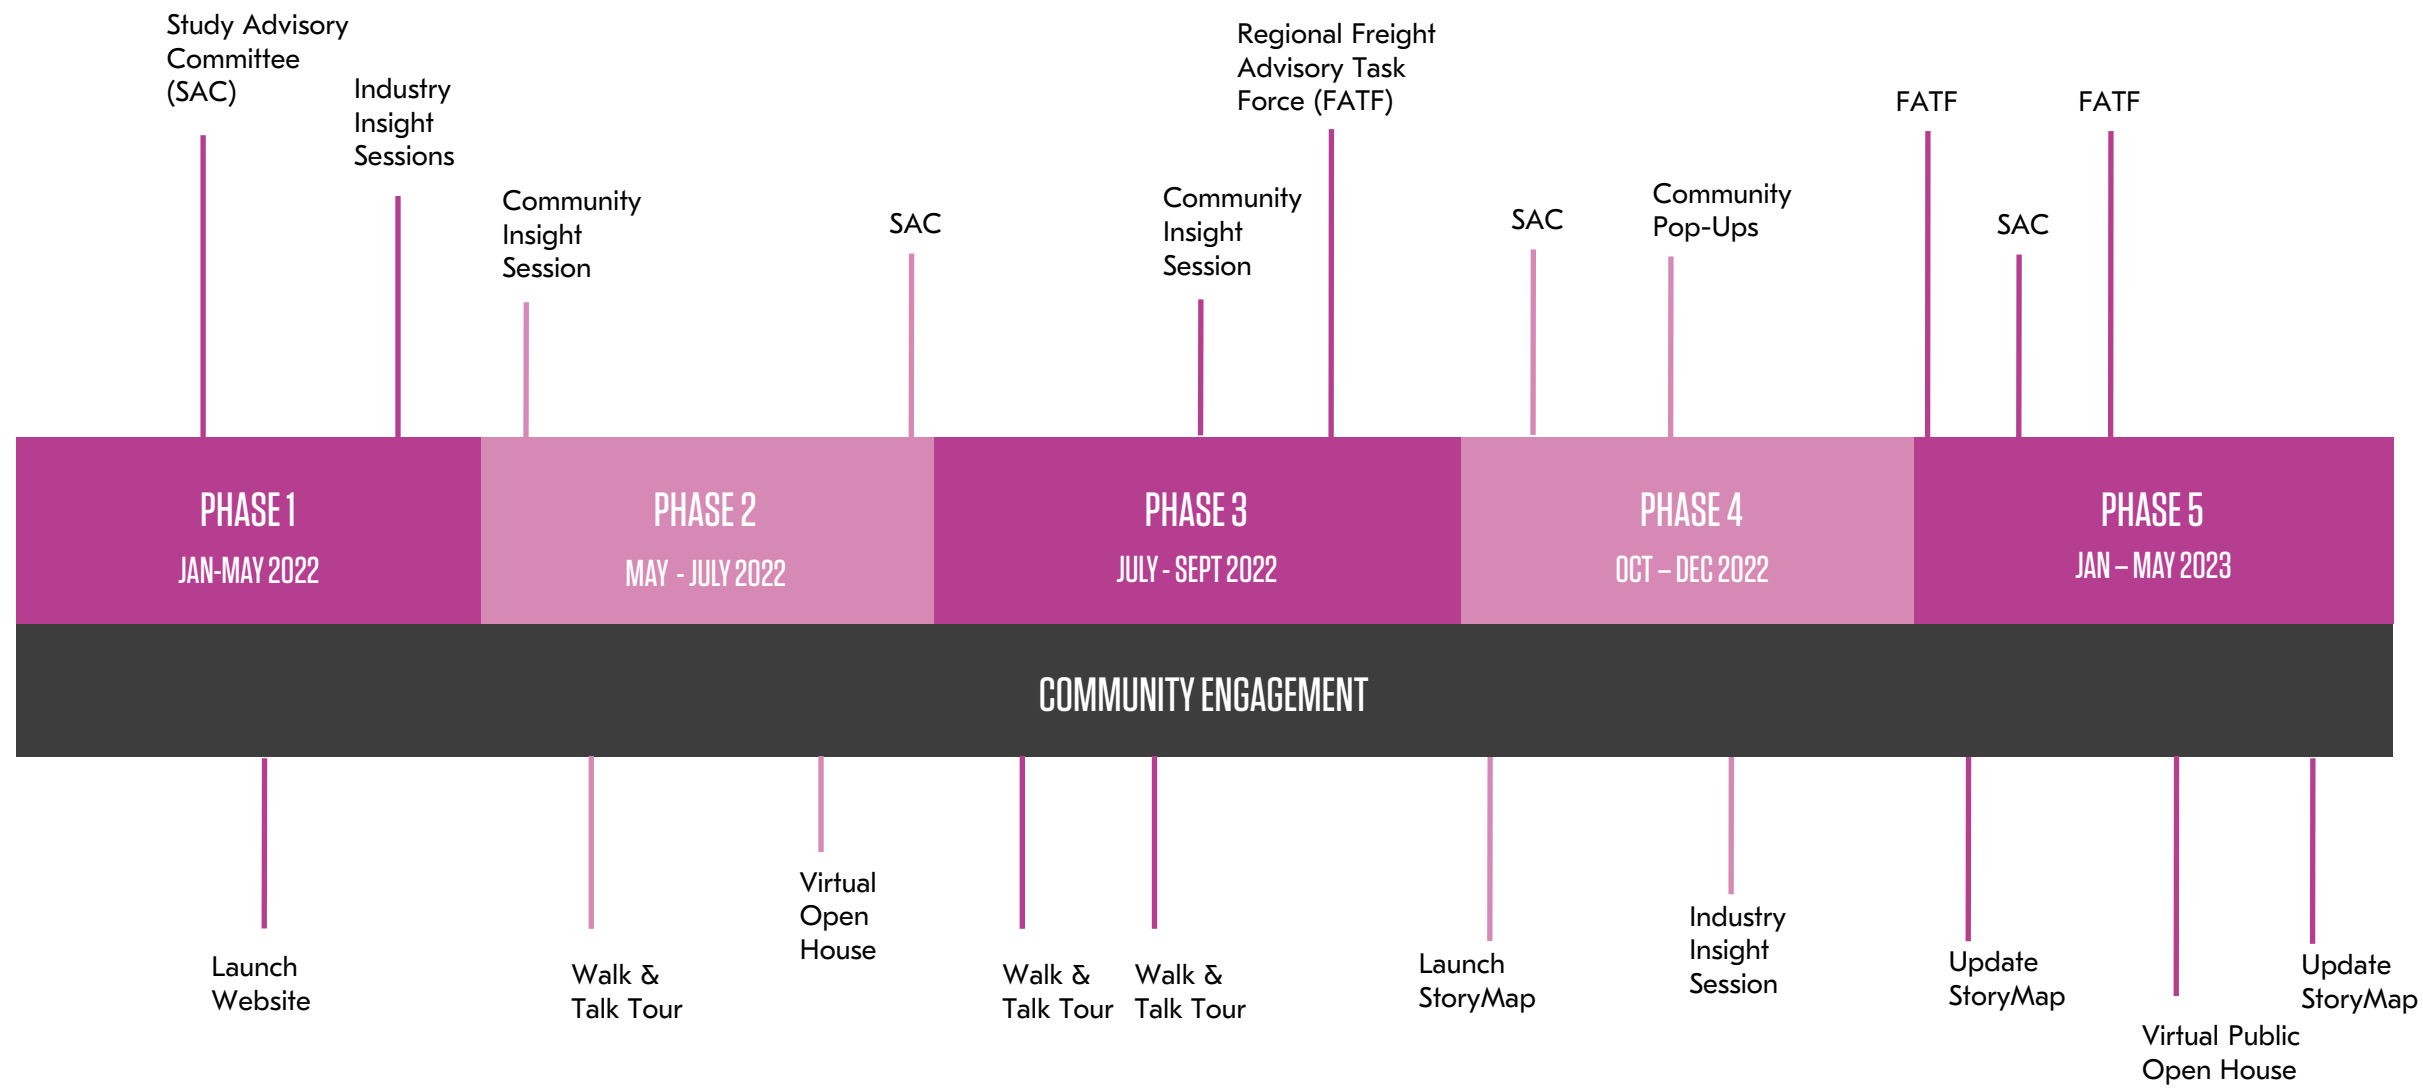 Study Advisory
Committee
(SAC)
Industry
Insight
Sessions
Community
Insight
Session
SAC
Community
Insight
Session
Regional Freight
Advisory Task
Force (FATF)
SAC
Community
Pop-Ups
FATF
SAC
FATF
PHASE 1
JAN-MAY 2022
PHASE 2
MAY - JULY 2022
PHASE 3
JULY - SEPT 2022
PHASE 4
OCT – DEC 2022
PHASE 5
JAN – MAY 2023
COMMUNITY ENGAGEMENT
Launch
Website
Walk &
Talk Tour
Virtual
Open
House
Walk &
Talk Tour
Walk &
Talk Tour
Launch
StoryMap
Industry
Insight
Session
Update
StoryMap
Virtual Public
Open House
Update
StoryMap